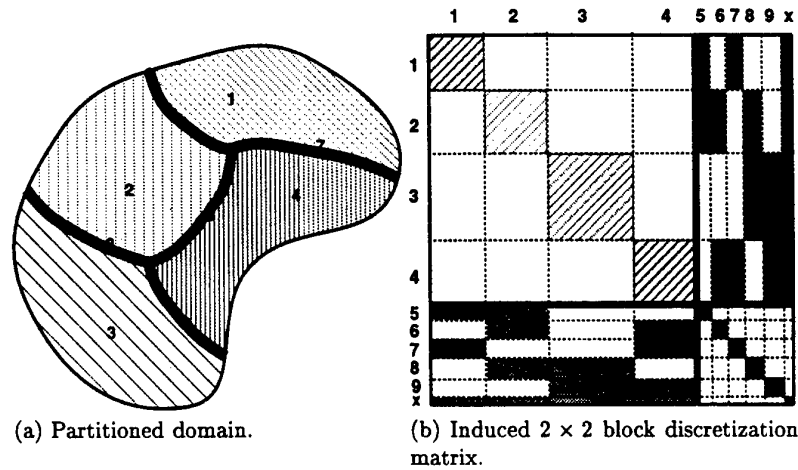 1 2 3 4 5 6 7 8 9 x
1
1
2
7
2
4
3
3
4
5
6
7
8
9
x
(a) Partitioned domain.
(b) Induced 2 × 2 block discretization
matrix.